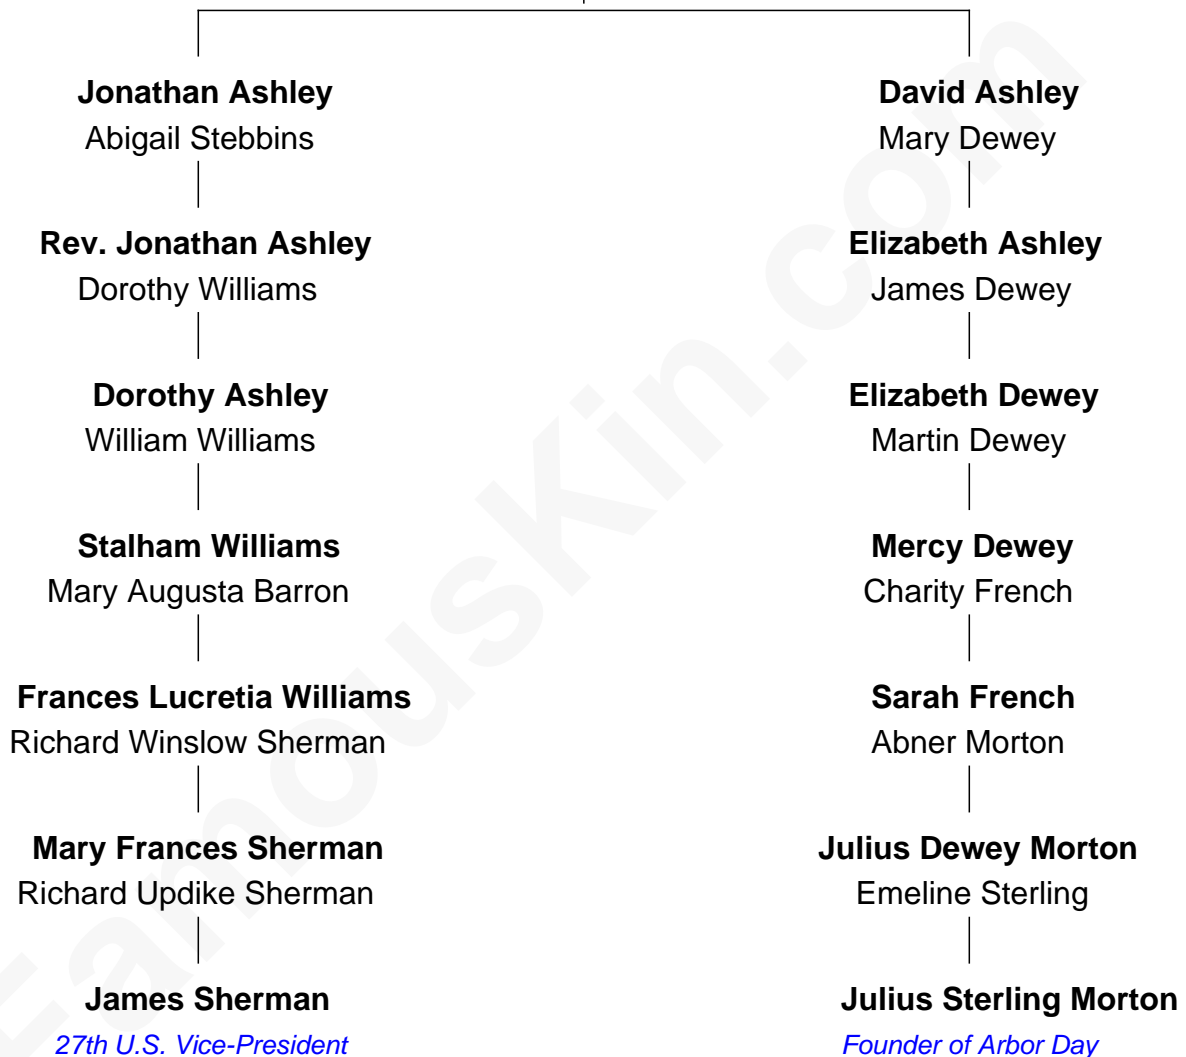 Jonathan Ashley
Abigail Stebbins
Rev. Jonathan Ashley
Dorothy Williams
Dorothy Ashley
William Williams
Stalham Williams
Mary Augusta Barron
Frances Lucretia Williams
Richard Winslow Sherman
Mary Frances Sherman
Richard Updike Sherman
James Sherman
27th U.S. Vice-President
David Ashley
Mary Dewey
Elizabeth Ashley
James Dewey
Elizabeth Dewey
Martin Dewey
Mercy Dewey
Charity French
Sarah French
Abner Morton
Julius Dewey Morton
Emeline Sterling
Julius Sterling Morton
Founder of Arbor Day
FamousKin.com